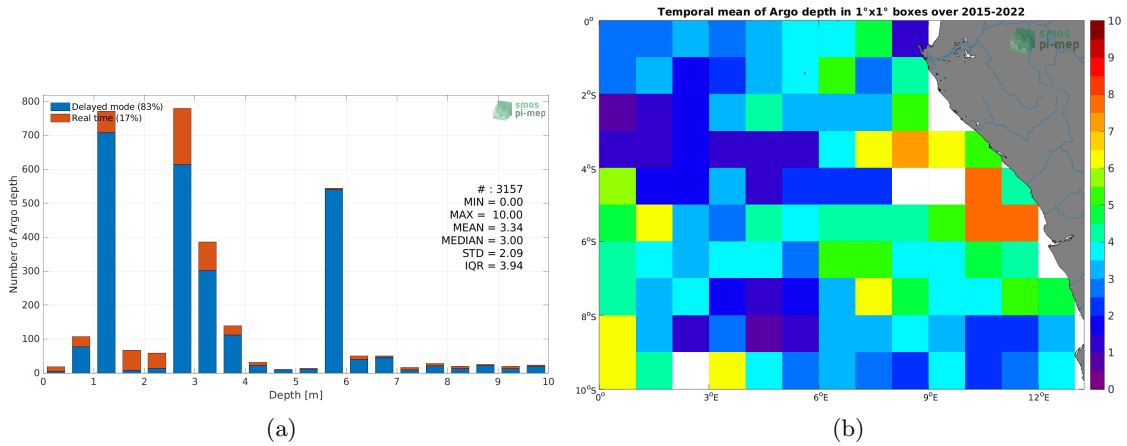 Temporal mean of Argo depth in 1°x1° boxes over 2015-2022
Delayed mode (83%)
Real time (17%)
smos
pi-mep
# : 3157
MIN = 0.00
MAX = 10.00
MEAN = 3.34
MEDIAN = 3.00
STD = 2.09
IQR = 3.94
Number of Argo depth
800
700
600
500
400
300
200
100
0
0 1 2 3 4 5 6 7 8 9 10
Depth [m]
(a)
smos
pi-mep
0°
2°S
4°S
6°S
8°S
10°S
0° 3°E 6°E 9°E 12°E
10
9
8
7
6
5
4
3
2
1
0
(b)